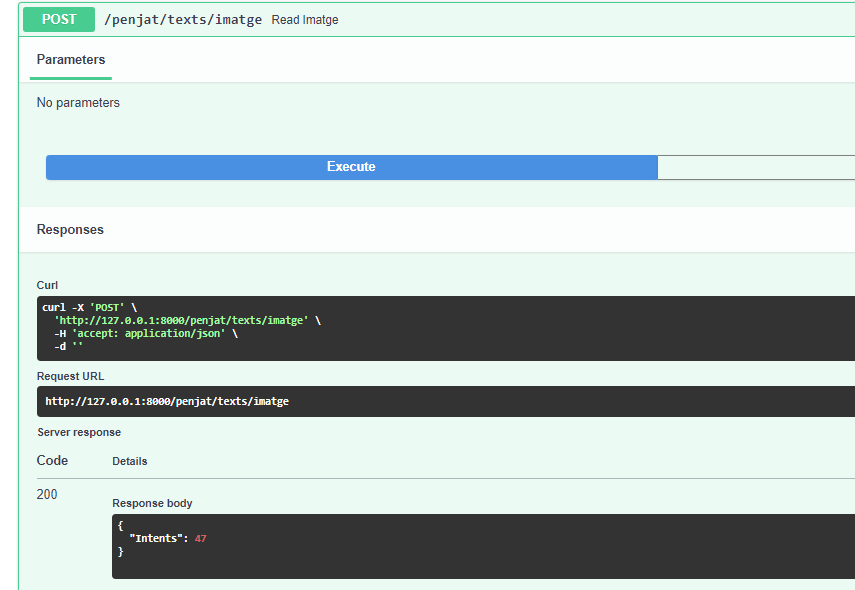 POST /penjat/texts/imatge Read Imatge
Parameters
No parameters
Execute
Responses
Curl
curl -X 'POST' \
  'http://127.0.0.1:8000/penjat/texts/imatge' \
  -H 'accept: application/json' \
  -d ''
Request URL
http://127.0.0.1:8000/penjat/texts/imatge
Server response
Code Details
200
Response body
{
  "Intents": 47
}